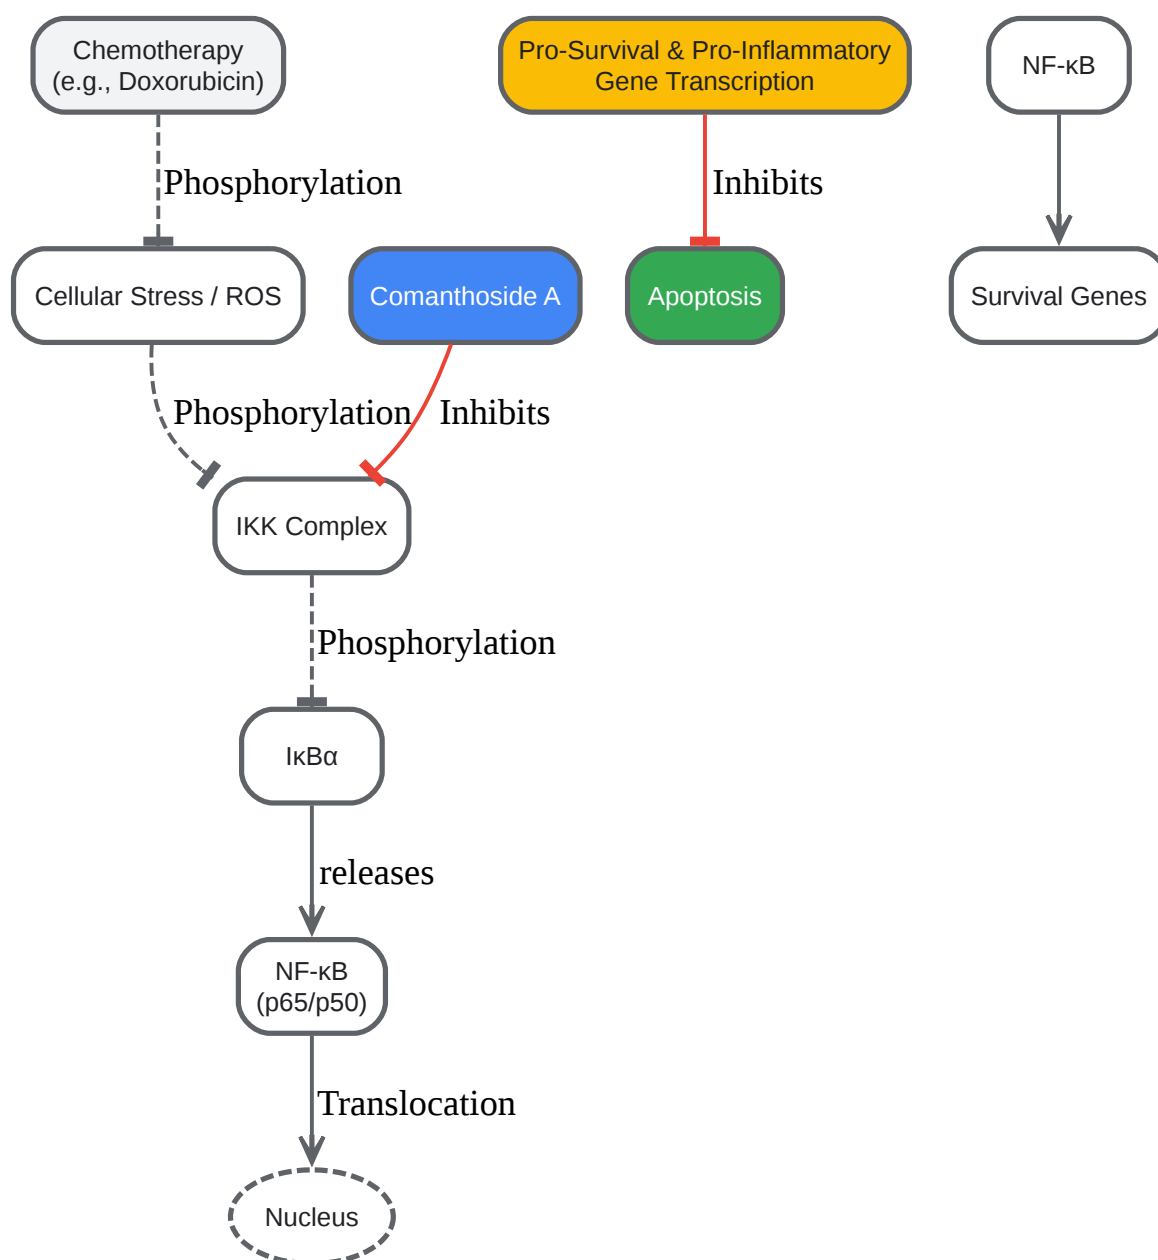 Chemotherapy
(e.g., Doxorubicin)
Pro-Survival & Pro-Inflammatory
Gene Transcription
NF-κB
Phosphorylation
Inhibits
Cellular Stress / ROS
Comanthoside A
Apoptosis
Survival Genes
Phosphorylation
Inhibits
IKK Complex
Phosphorylation
IκBα
releases
NF-κB
(p65/p50)
Translocation
Nucleus